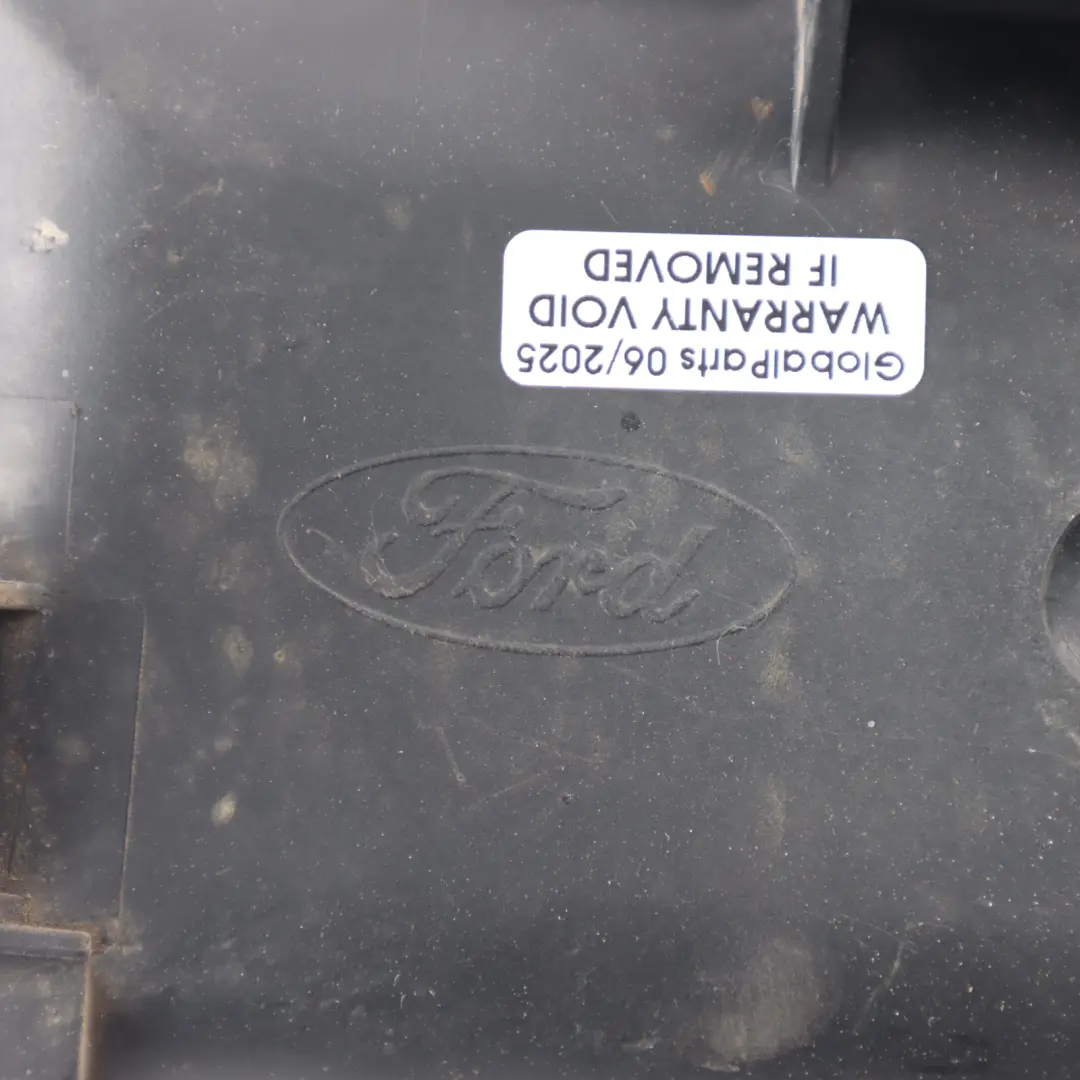 GlobalParts 06/2025
WARRANTY VOID
IF REMOVED
Ford